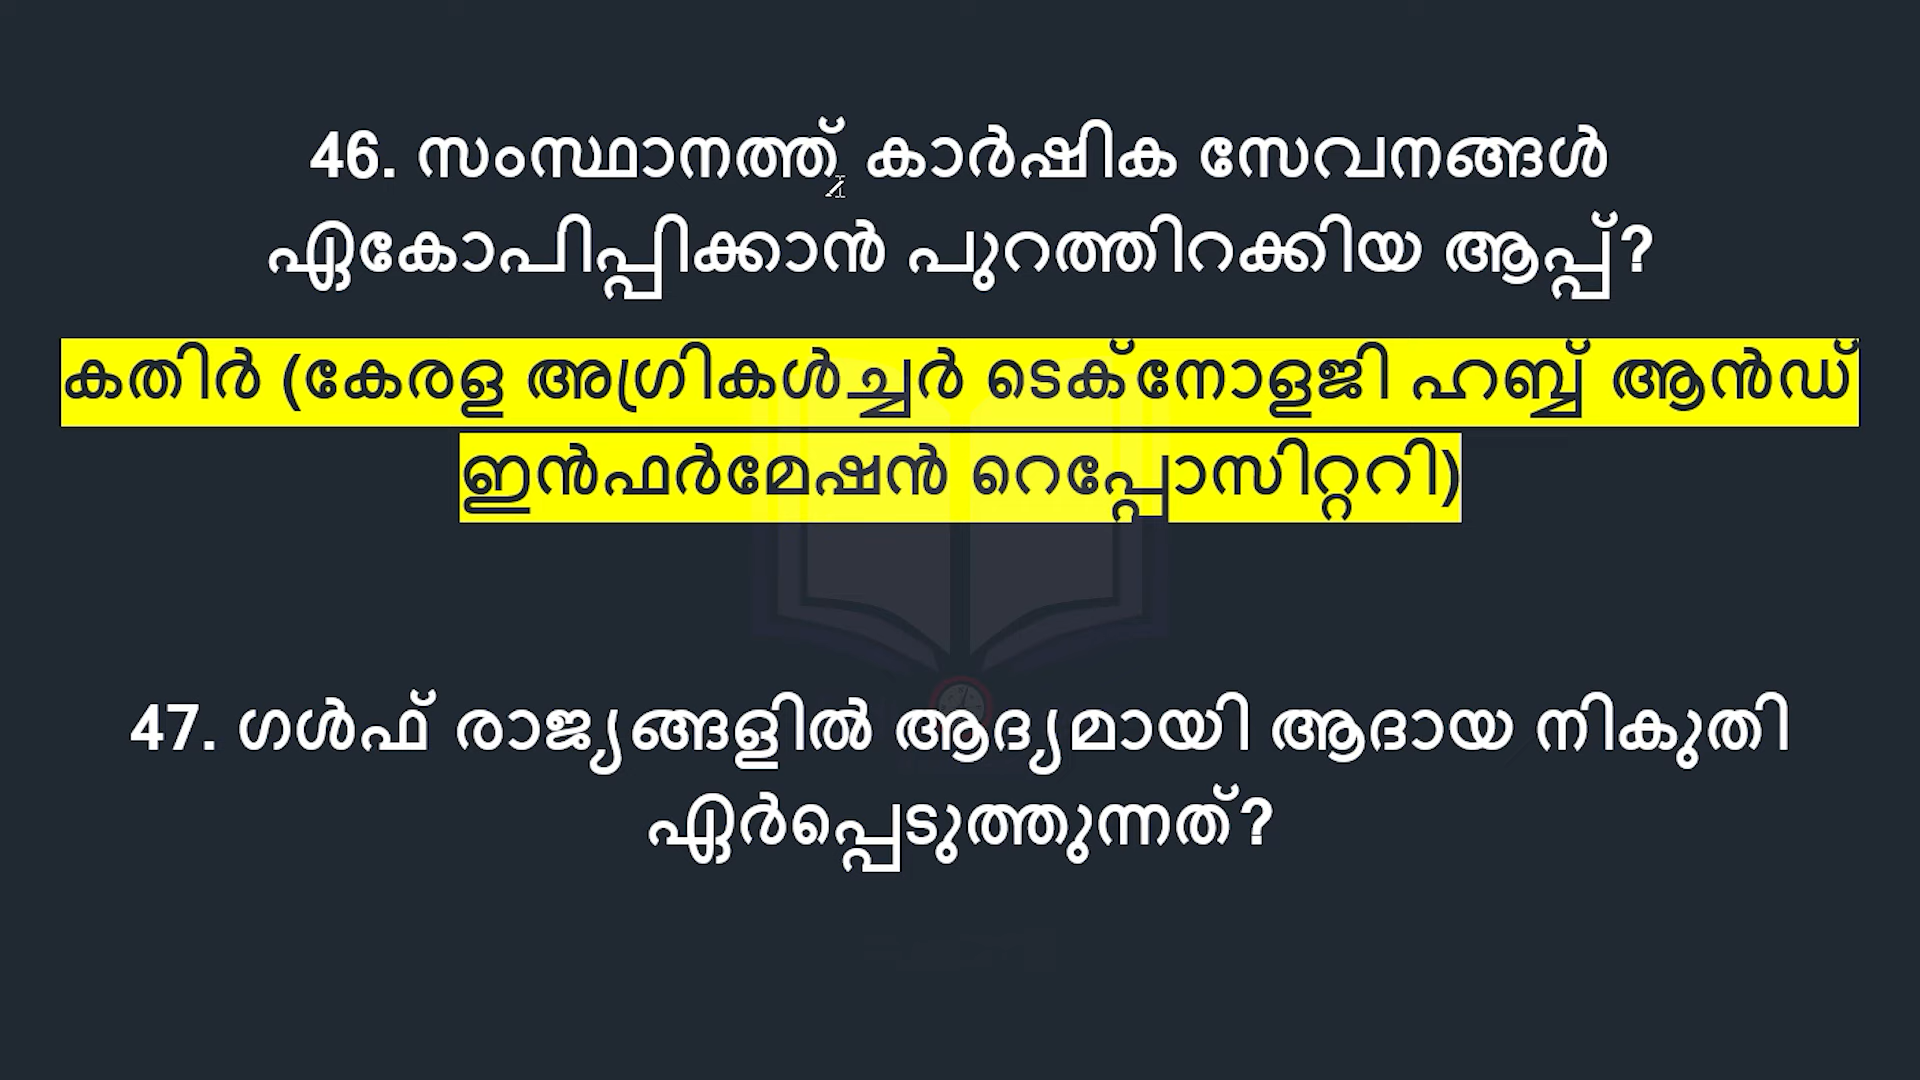 46. സംസ്ഥാനത്ത് കാർഷിക സേവനങ്ങൾ
ഏകോപിപ്പിക്കാൻ പുറത്തിറക്കിയ ആപ്പ്?
കതിർ (കേരള അഗ്രികൾച്ചർ ടെക്നോളജി ഹബ്ബ് ആൻഡ്
ഇൻഫർമേഷൻ റെപ്പോസിറ്ററി)
47. ഗൾഫ് രാജ്യങ്ങളിൽ ആദ്യമായി ആദായ നികുതി
ഏർപ്പെടുത്തുന്നത്?